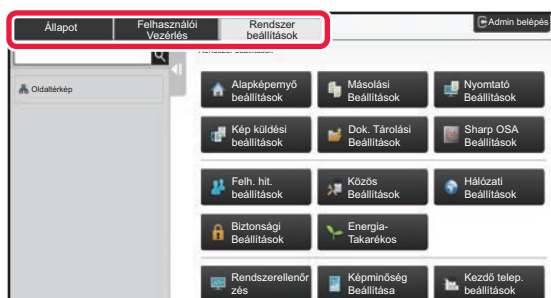 Állapot
Felhasználói
Vezérlés
Rendszer
beállítások
Admin belépés
Oldaltérkép
Alapképernyő
beállítások
Másolási
Beállítások
Nyomtató
Beállítások
Kép küldési
beállítások
Dok. Tárolási
Beállítások
Sharp OSA
Beállítások
Felh. hit.
beállítások
Közös
Beállítások
Hálózati
Beállítások
Biztonsági
Beállítások
Energia-
Takarékos
Rendszerellenőr
zés
Képminőség
Beállítása
Kezdő telep.
beállítások